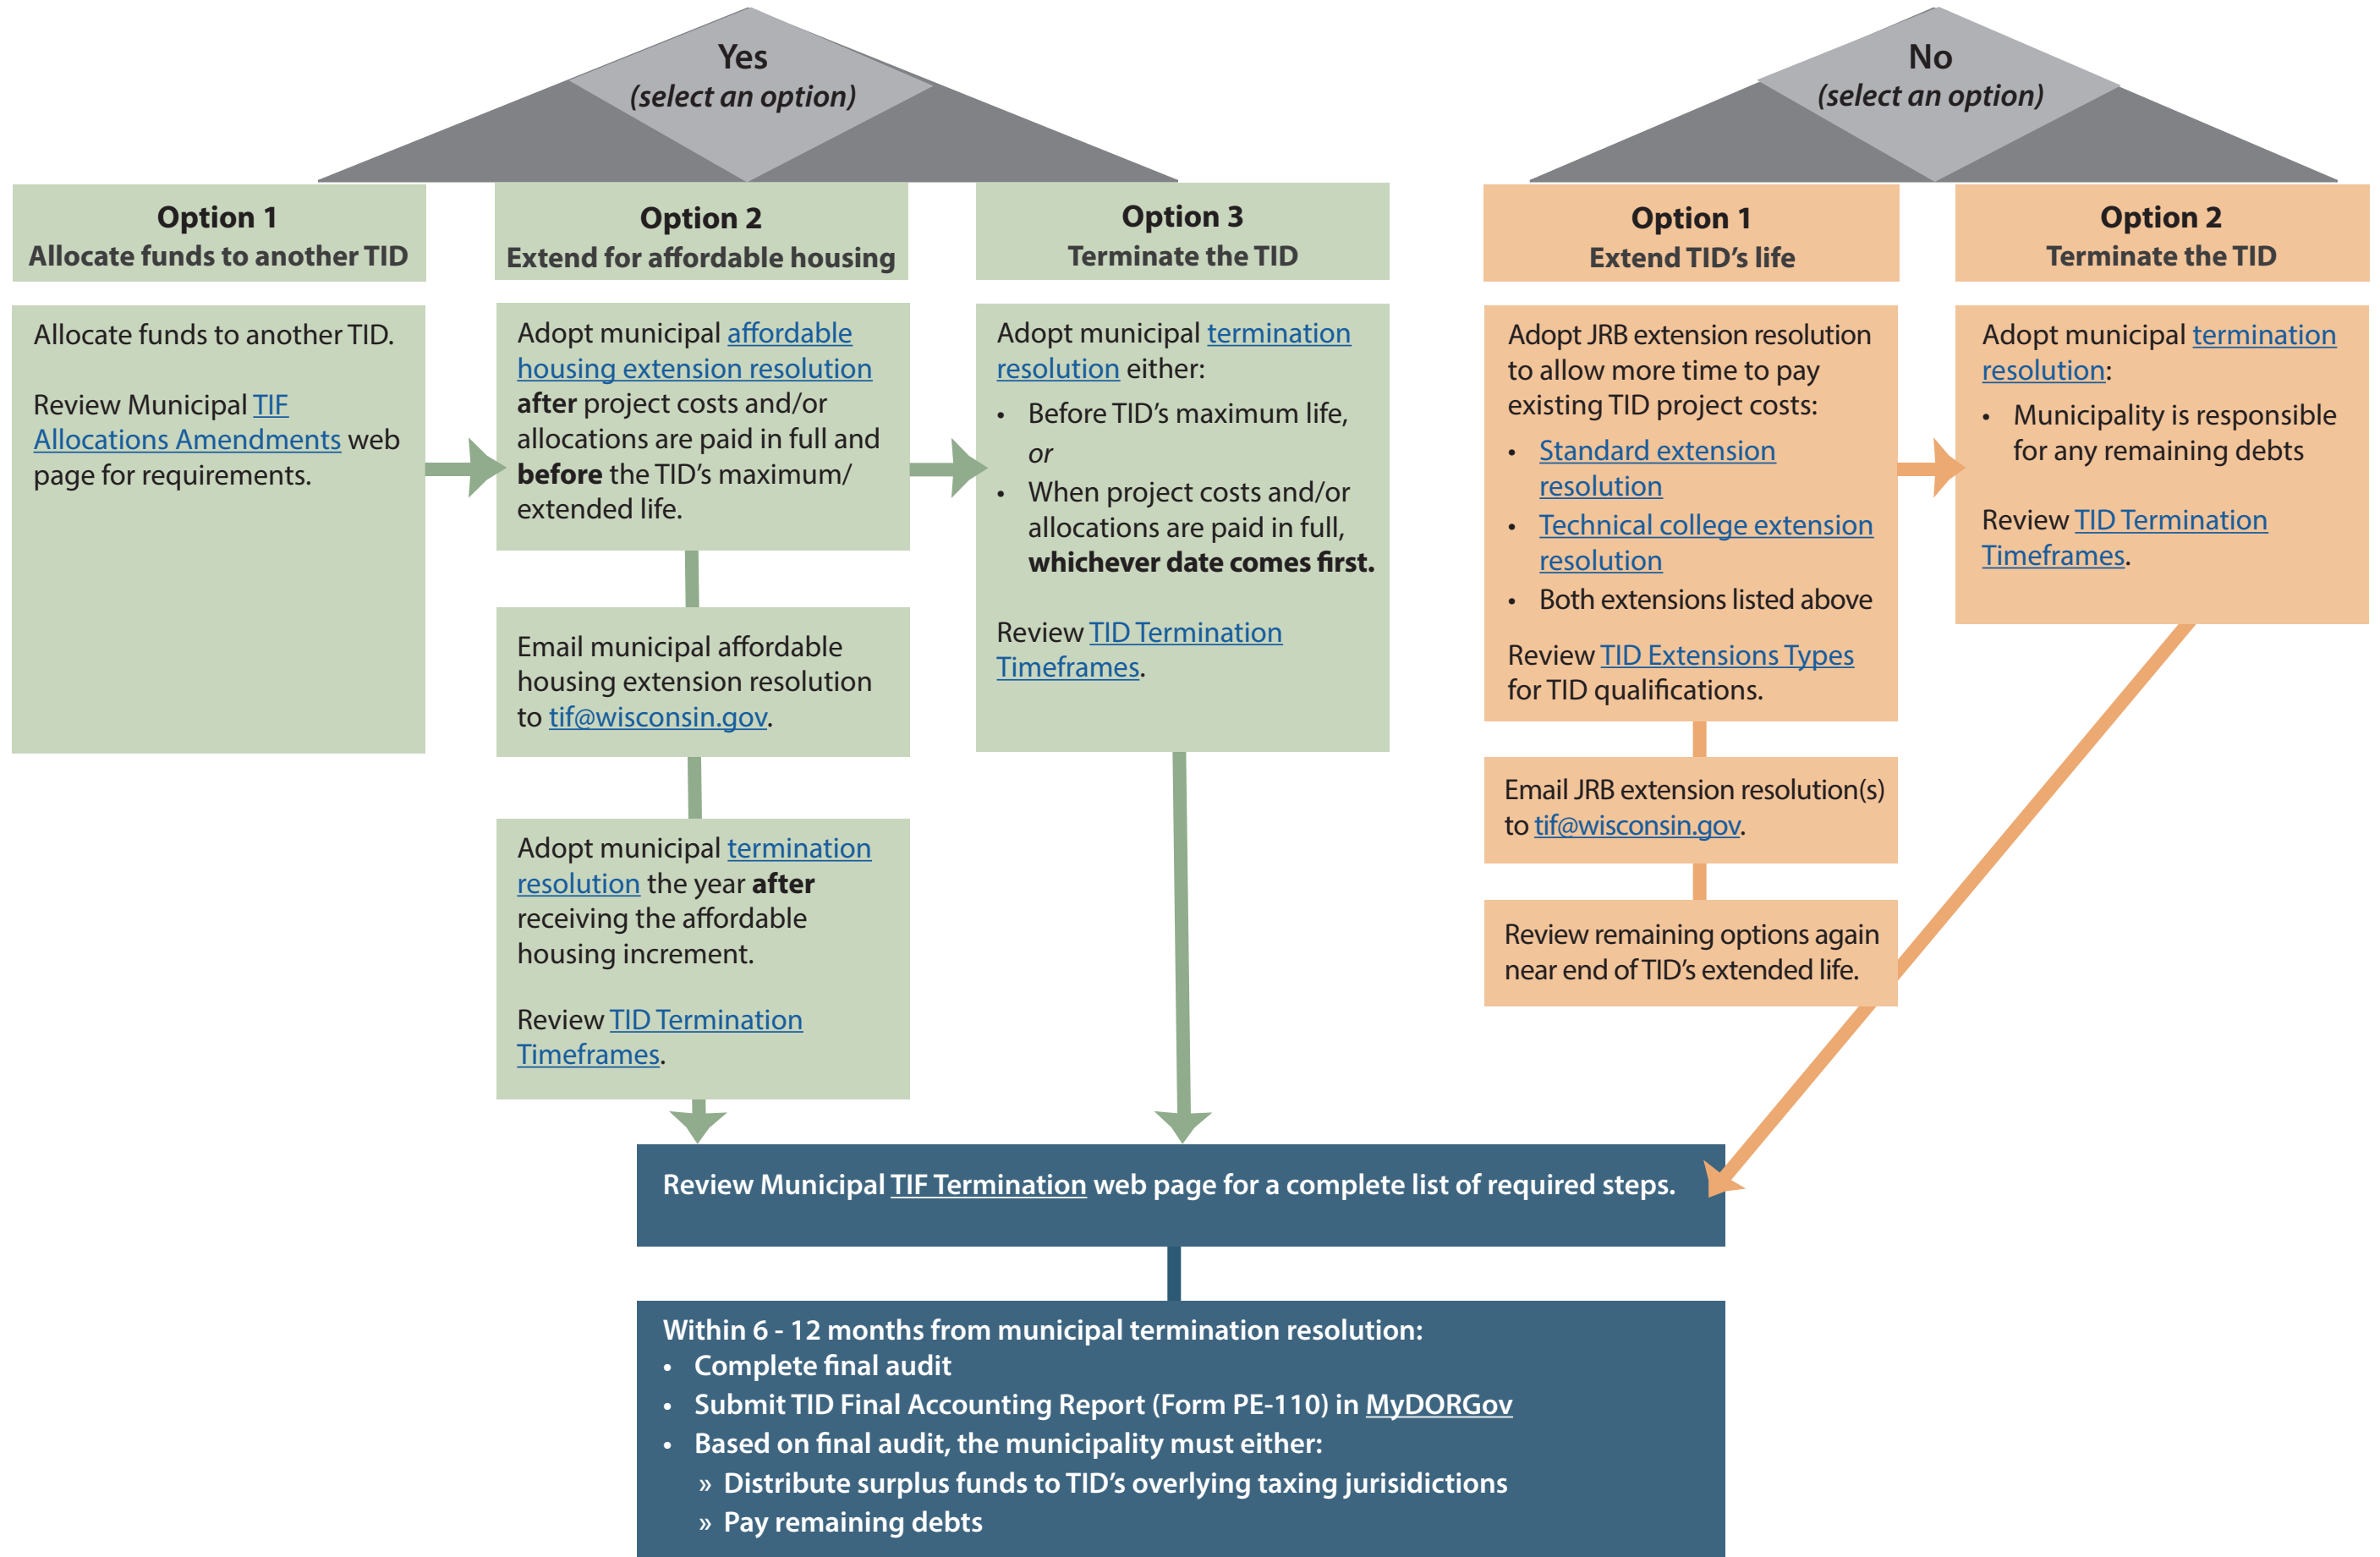 Yes
(select an option)
Option 1
Allocate funds to another TID
Allocate funds to another TID.
Review Municipal TIF
Allocations Amendments web
page for requirements.
Option 2
Extend for affordable housing
Adopt municipal affordable
housing extension resolution
after project costs and/or
allocations are paid in full and
before the TID's maximum/
extended life.
Email municipal affordable
housing extension resolution
to tif@wisconsin.gov.
Adopt municipal termination
resolution the year after
receiving the affordable
housing increment.
Review TID Termination
Timeframes.
Option 3
Terminate the TID
Adopt municipal termination
resolution either:
• Before TID's maximum life,
or
• When project costs and/or
allocations are paid in full,
whichever date comes first.
Review TID Termination
Timeframes.
No
(select an option)
Option 1
Extend TID's life
Adopt JRB extension resolution
to allow more time to pay
existing TID project costs:
• Standard extension
resolution
• Technical college extension
resolution
• Both extensions listed above
Review TID Extensions Types
for TID qualifications.
Email JRB extension resolution(s)
to tif@wisconsin.gov.
Review remaining options again
near end of TID's extended life.
Option 2
Terminate the TID
Adopt municipal termination
resolution:
• Municipality is responsible
for any remaining debts
Review TID Termination
Timeframes.
Review Municipal TIF Termination web page for a complete list of required steps.
Within 6 - 12 months from municipal termination resolution:
• Complete final audit
• Submit TID Final Accounting Report (Form PE-110) in MyDORGov
• Based on final audit, the municipality must either:
» Distribute surplus funds to TID's overlying taxing jurisidictions
» Pay remaining debts